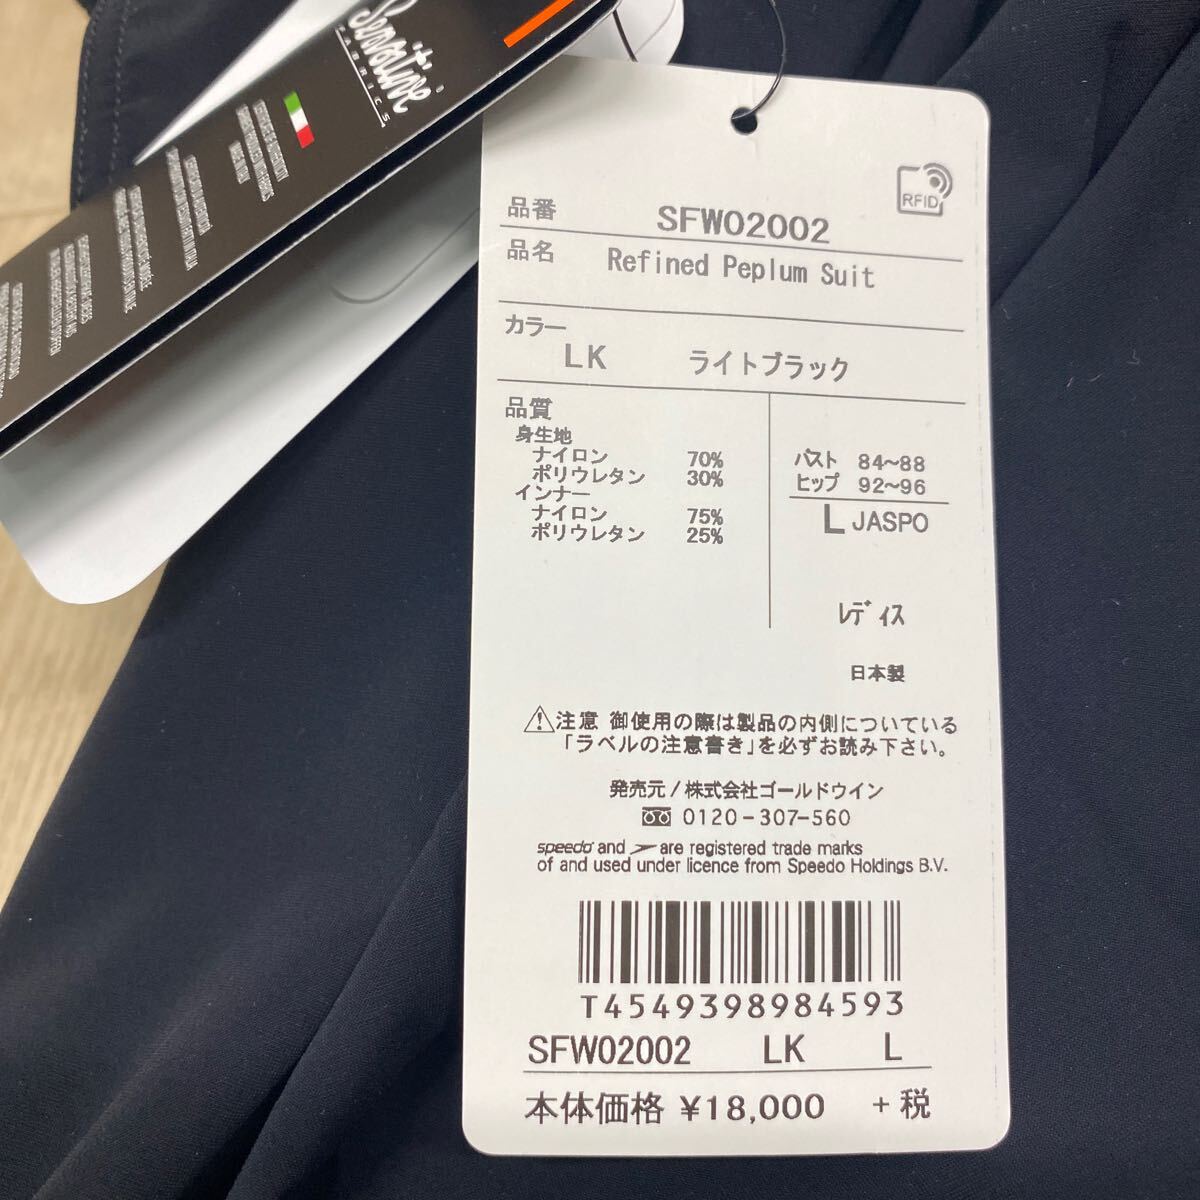 Sensitive®
FABRICS
RFID
品番 SFW02002
品名 Refined Peplum Suit
カラー
LK ライトブラック
品質
身生地
ナイロン 70%
ポリウレタン 30%
インナー
ナイロン 75%
ポリウレタン 25%
バスト 84~88
ヒップ 92~96
L JASPO
レディス
日本製
⚠注意 御使用の際は製品の内側についている
「ラベルの注意書き」を必ずお読み下さい。
発売元/株式会社ゴールドウイン
0120-307-560
speedo and are registered trade marks
of and used under licence from Speedo Holdings B.V.
T4549398984593
SFW02002 LK L
本体価格 ¥18,000 +税